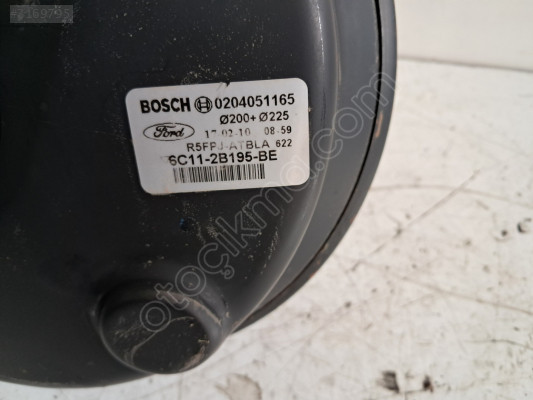 BOSCH 0204051165
Ø200+Ø225
Ford 17-02-10 08-59
R5FPJ-ATBLA 622
6C11-2B195-BE
otoçıkma.com